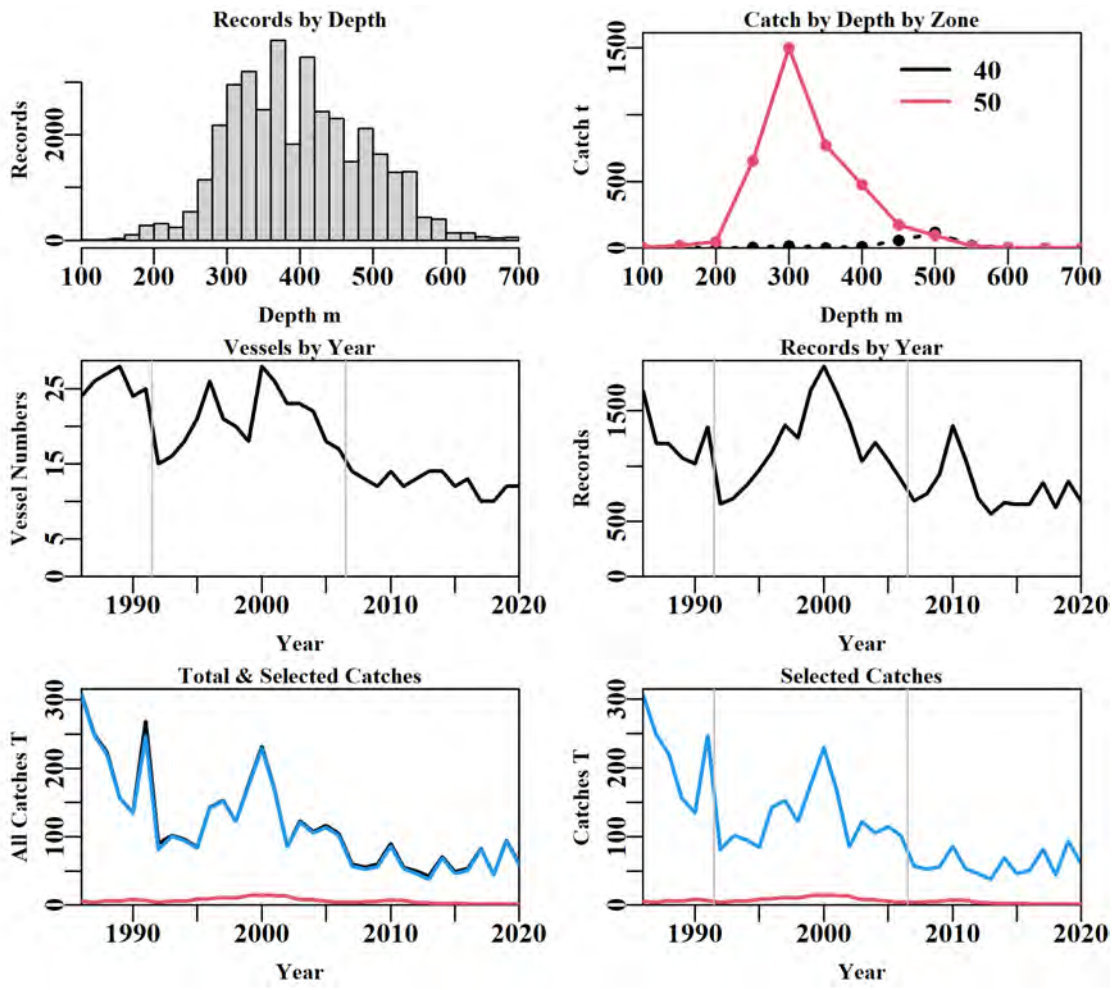 Records by Depth
Records
0
2000
100 200 300 400 500 600 700
Depth m
Catch by Depth by Zone
Catch t
0
500
1500
40
50
100 200 300 400 500 600 700
Depth m
Vessels by Year
Vessel Numbers
0
5
15
25
1990 2000 2010 2020
Year
Records by Year
Records
0
500
1500
1990 2000 2010 2020
Year
Total & Selected Catches
All Catches T
0
100
200
300
1990 2000 2010 2020
Year
Selected Catches
Catches T
0
100
200
300
1990 2000 2010 2020
Year